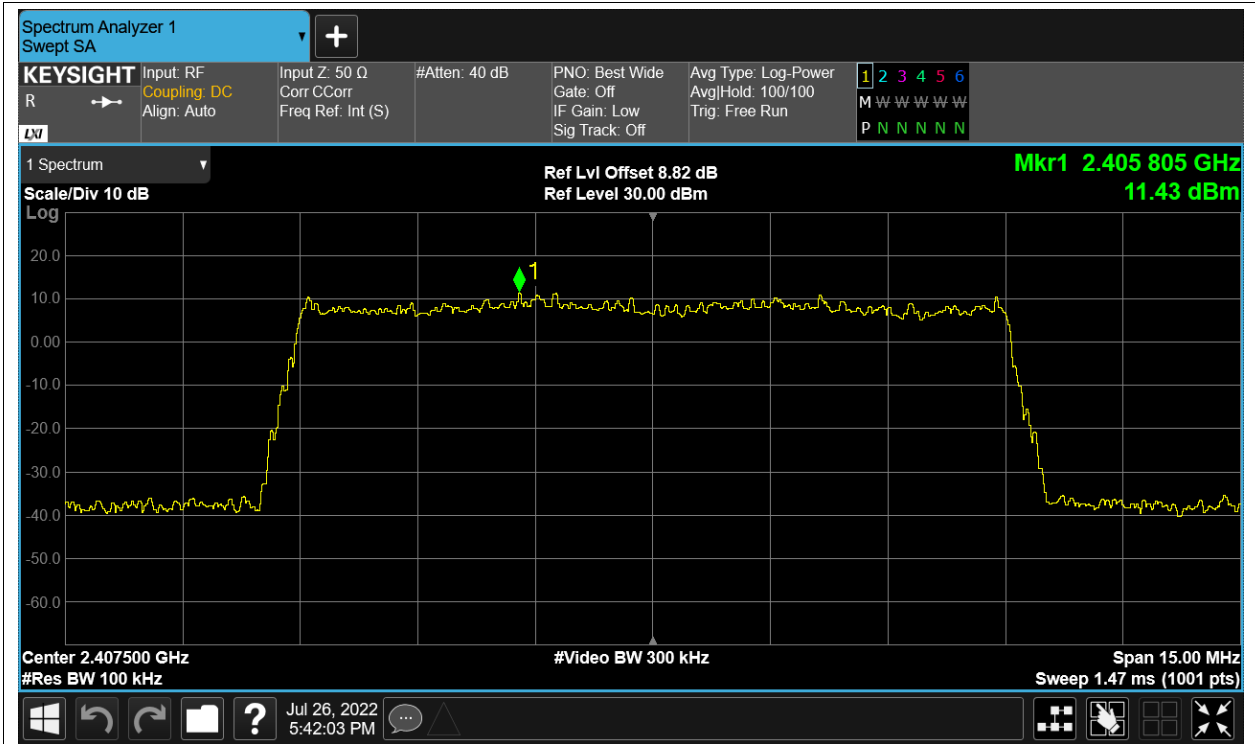 Spectrum Analyzer 1
Swept SA
KEYSIGHT
R
LXI
Input: RF
Coupling: DC
Align: Auto
Input Z: 50 Ω
Corr CCorr
Freq Ref: Int (S)
#Atten: 40 dB
PNO: Best Wide
Gate: Off
IF Gain: Low
Sig Track: Off
Avg Type: Log-Power
Avg|Hold: 100/100
Trig: Free Run
1 2 3 4 5 6
M W W W W W
P N N N N N
1 Spectrum
Scale/Div 10 dB
Log
Ref Lvl Offset 8.82 dB
Ref Level 30.00 dBm
Mkr1 2.405 805 GHz
11.43 dBm
20.0
1
10.0
0.00
-10.0
-20.0
-30.0
-40.0
-50.0
-60.0
Center 2.407500 GHz
#Video BW 300 kHz
Span 15.00 MHz
#Res BW 100 kHz
Sweep 1.47 ms (1001 pts)
?
Jul 26, 2022
5:42:03 PM